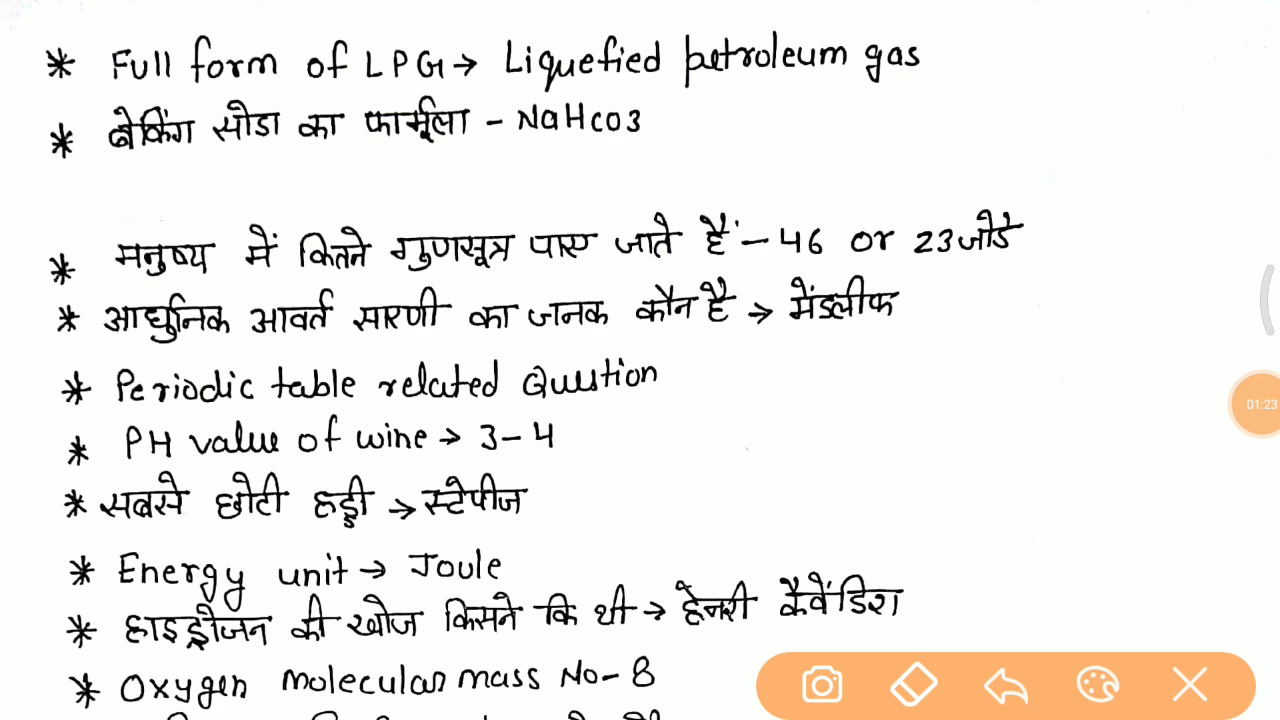 * Full form of LPG → Liquefied petroleum gas
* बेकिंग सोडा का फार्मूला - NaHco3
* मनुष्य में कितने गुणसूत्र पाए जाते हैं - 46 or 23 जोडे
* आर्धुनिक आवर्त सारणी का जनक कौन है → मेंडलीफ
* Periodic table related Question
* PH value of wine → 3-4
* सबसे छोटी हड्डी → स्टेपीज
* Energy unit → Joule
01:23
* हाइड्रोजन की खोज किसने कि थी → हेनरी कैवेंडिश
* Oxygen molecular mass No- 8